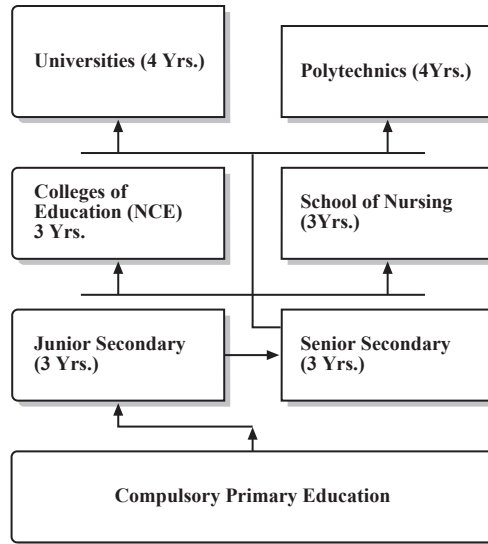 Universities (4 Yrs.)
Polytechnics (4Yrs.)
Colleges of
Education (NCE)
3 Yrs.
School of Nursing
(3Yrs.)
Junior Secondary
(3 Yrs.)
Senior Secondary
(3 Yrs.)
Compulsory Primary Education